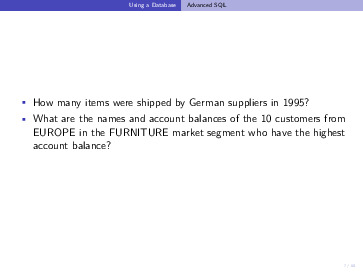 Using a Database Advanced SQL
How many items were shipped by German suppliers in 1995?
What are the names and account balances of the 10 customers from
EUROPE in the FURNITURE market segment who have the highest
account balance?